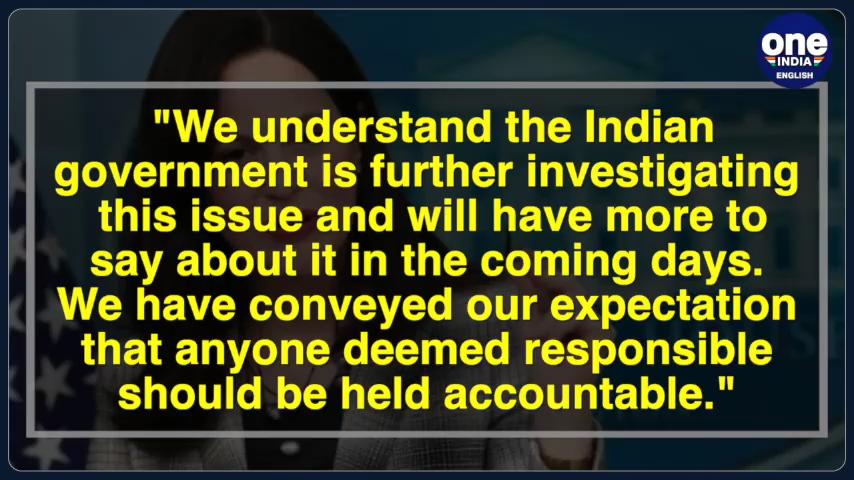 one
INDIA
ENGLISH
"We understand the Indian
government is further investigating
this issue and will have more to
say about it in the coming days.
We have conveyed our expectation
that anyone deemed responsible
should be held accountable."